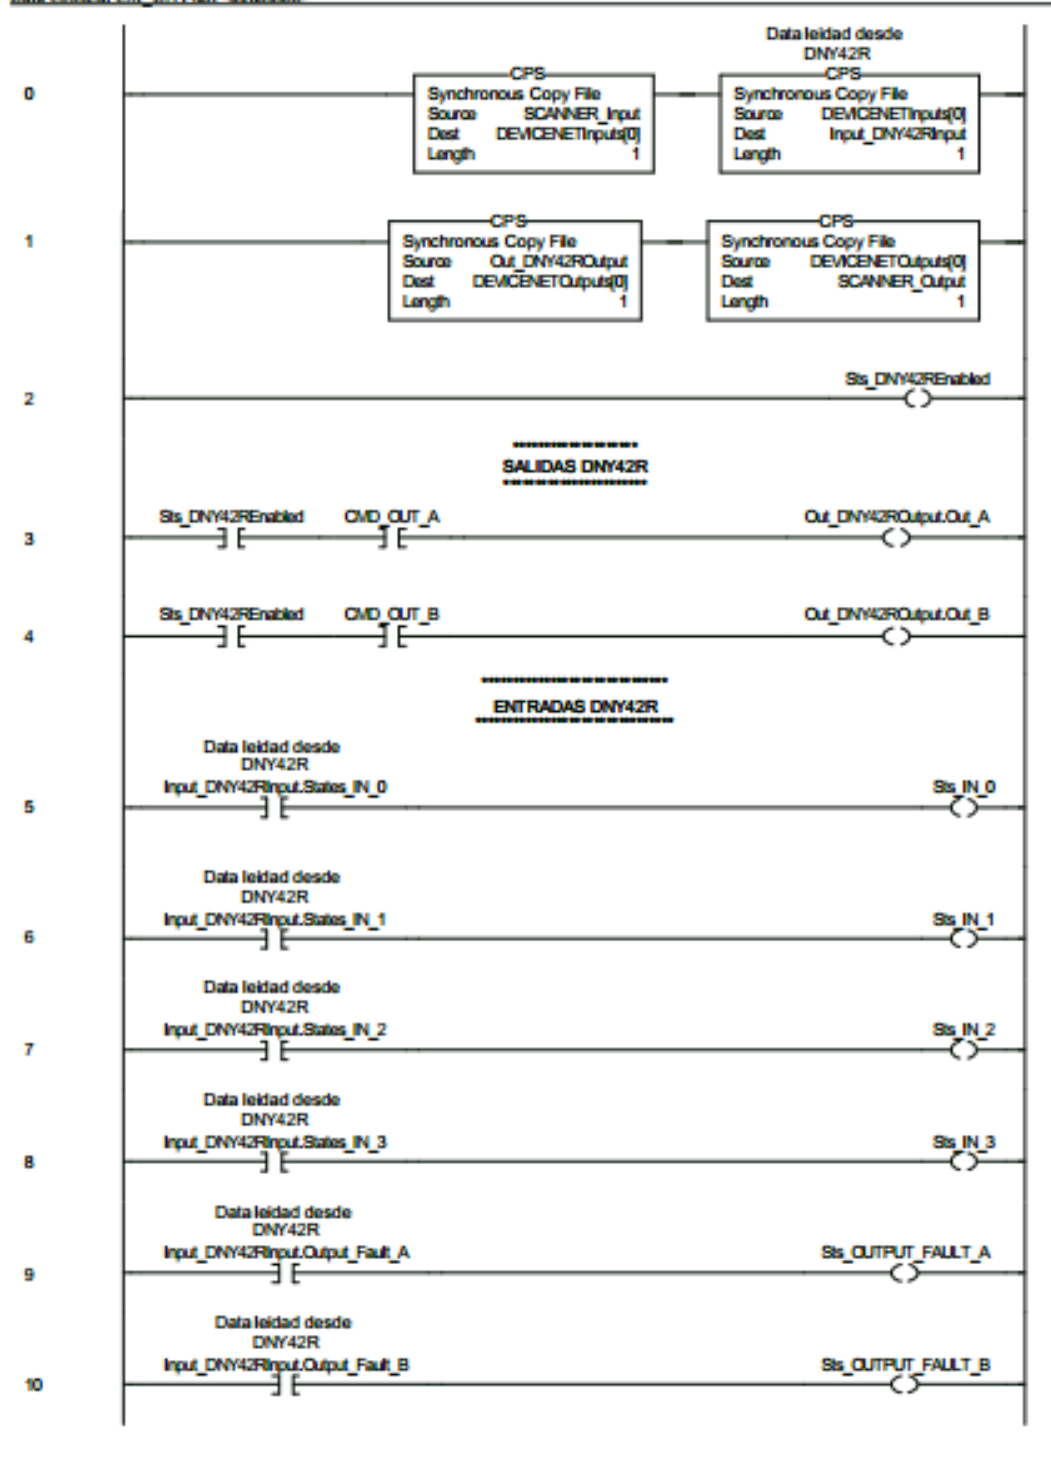 Data leidad desde
DNY42R
0
CPS
Synchronous Copy File
Source SCANNER_Input
Dest DEVICENETInputs[0]
Length 1
CPS
Synchronous Copy File
Source DEVICENETInputs[0]
Dest Input_DNY42RInput
Length 1
1
CPS
Synchronous Copy File
Source Out_DNY42ROutput
Dest DEVICENETOutputs[0]
Length 1
CPS
Synchronous Copy File
Source DEVICENETOutputs[0]
Dest SCANNER_Output
Length 1
Sts_DNY42REnabled
2
********************
SALIDAS DNY42R
***********************
Sts_DNY42REnabled CMD_OUT_A Out_DNY42ROutput.Out_A
3
Sts_DNY42REnabled CMD_OUT_B Out_DNY42ROutput.Out_B
4
******************************
ENTRADAS DNY42R
********************************
Data leidad desde
DNY42R
Input_DNY42RInput.States_IN_0 Sts_IN_0
5
Data leidad desde
DNY42R
Input_DNY42RInput.States_IN_1 Sts_IN_1
6
Data leidad desde
DNY42R
Input_DNY42RInput.States_IN_2 Sts_IN_2
7
Data leidad desde
DNY42R
Input_DNY42RInput.States_IN_3 Sts_IN_3
8
Data leidad desde
DNY42R
Input_DNY42RInput.Output_Fault_A Sts_OUTPUT_FAULT_A
9
Data leidad desde
DNY42R
Input_DNY42RInput.Output_Fault_B Sts_OUTPUT_FAULT_B
10